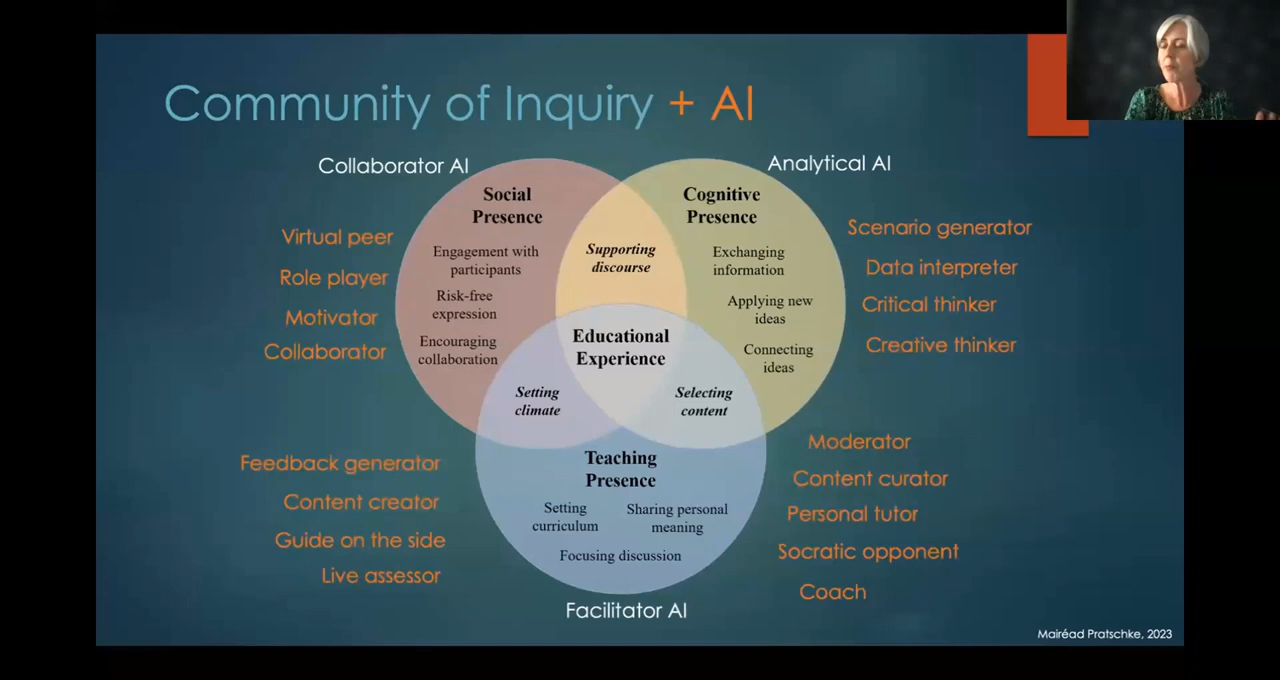 Community of Inquiry + AI
Collaborator AI
Analytical AI
Social
Presence
Engagement with
participants
Risk-free
expression
Encouraging
collaboration
Supporting
discourse
Cognitive
Presence
Exchanging
information
Applying new
ideas
Connecting
ideas
Virtual peer
Role player
Motivator
Collaborator
Scenario generator
Data interpreter
Critical thinker
Creative thinker
Educational
Experience
Setting
climate
Selecting
content
Teaching
Presence
Setting
curriculum
Sharing personal
meaning
Focusing discussion
Feedback generator
Content creator
Guide on the side
Live assessor
Moderator
Content curator
Personal tutor
Socratic opponent
Coach
Facilitator AI
Mairéad Pratschke, 2023